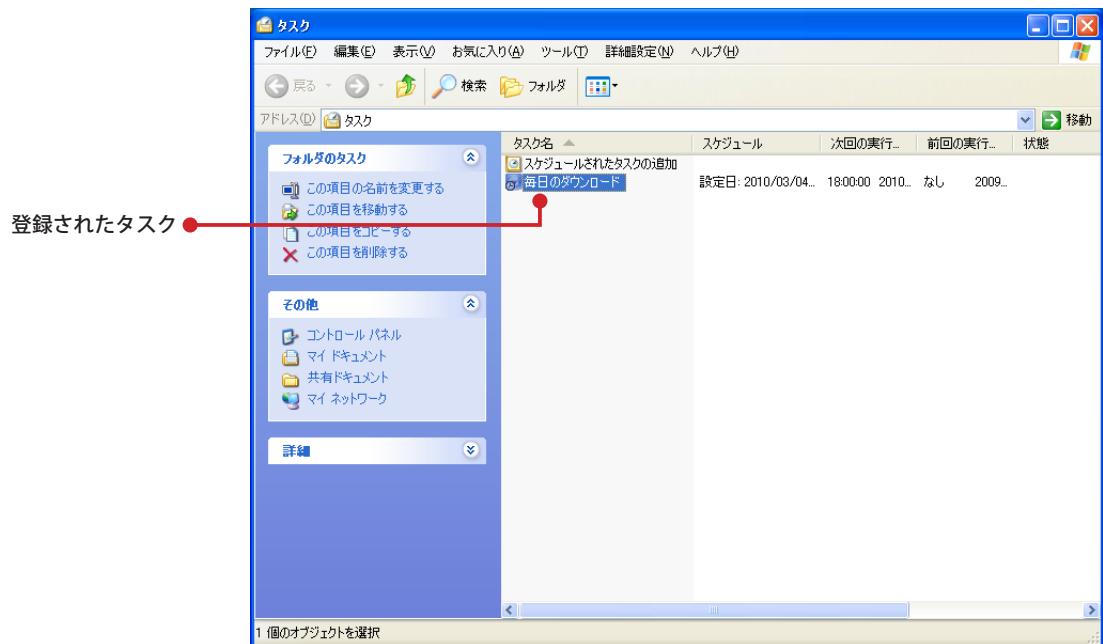 タスク
ファイル(F) 編集(E) 表示(V) お気に入り(A) ツール(T) 詳細設定(N) ヘルプ(H)
戻る 検索 フォルダ
アドレス(D) タスク 移動
フォルダのタスク
この項目の名前を変更する
この項目を移動する
この項目をコピーする
この項目を削除する
その他
コントロール パネル
マイ ドキュメント
共有ドキュメント
マイ ネットワーク
詳細
タスク名 スケジュール 次回の実行... 前回の実行... 状態
スケジュールされたタスクの追加
毎日のダウンロード 設定日: 2010/03/04... 18:00:00 2010... なし 2009...
登録されたタスク
1 個のオブジェクトを選択